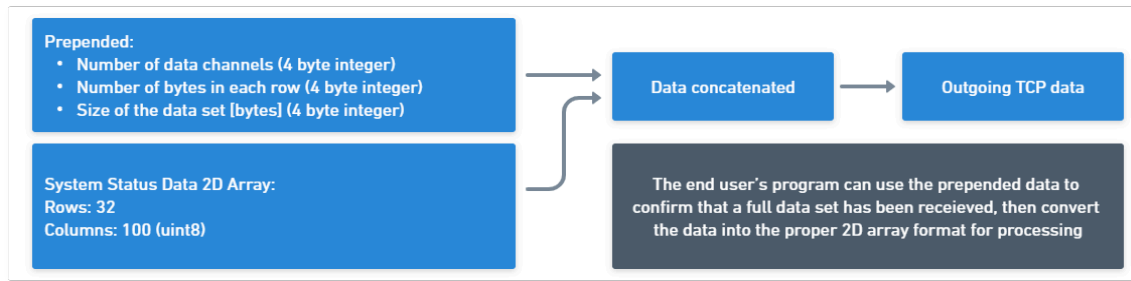 Prepended:
• Number of data channels (4 byte integer)
• Number of bytes in each row (4 byte integer)
• Size of the data set [bytes] (4 byte integer)
System Status Data 2D Array:
Rows: 32
Columns: 100 (uint8)
Data concatenated
Outgoing TCP data
The end user's program can use the prepended data to
confirm that a full data set has been receieved, then convert
the data into the proper 2D array format for processing